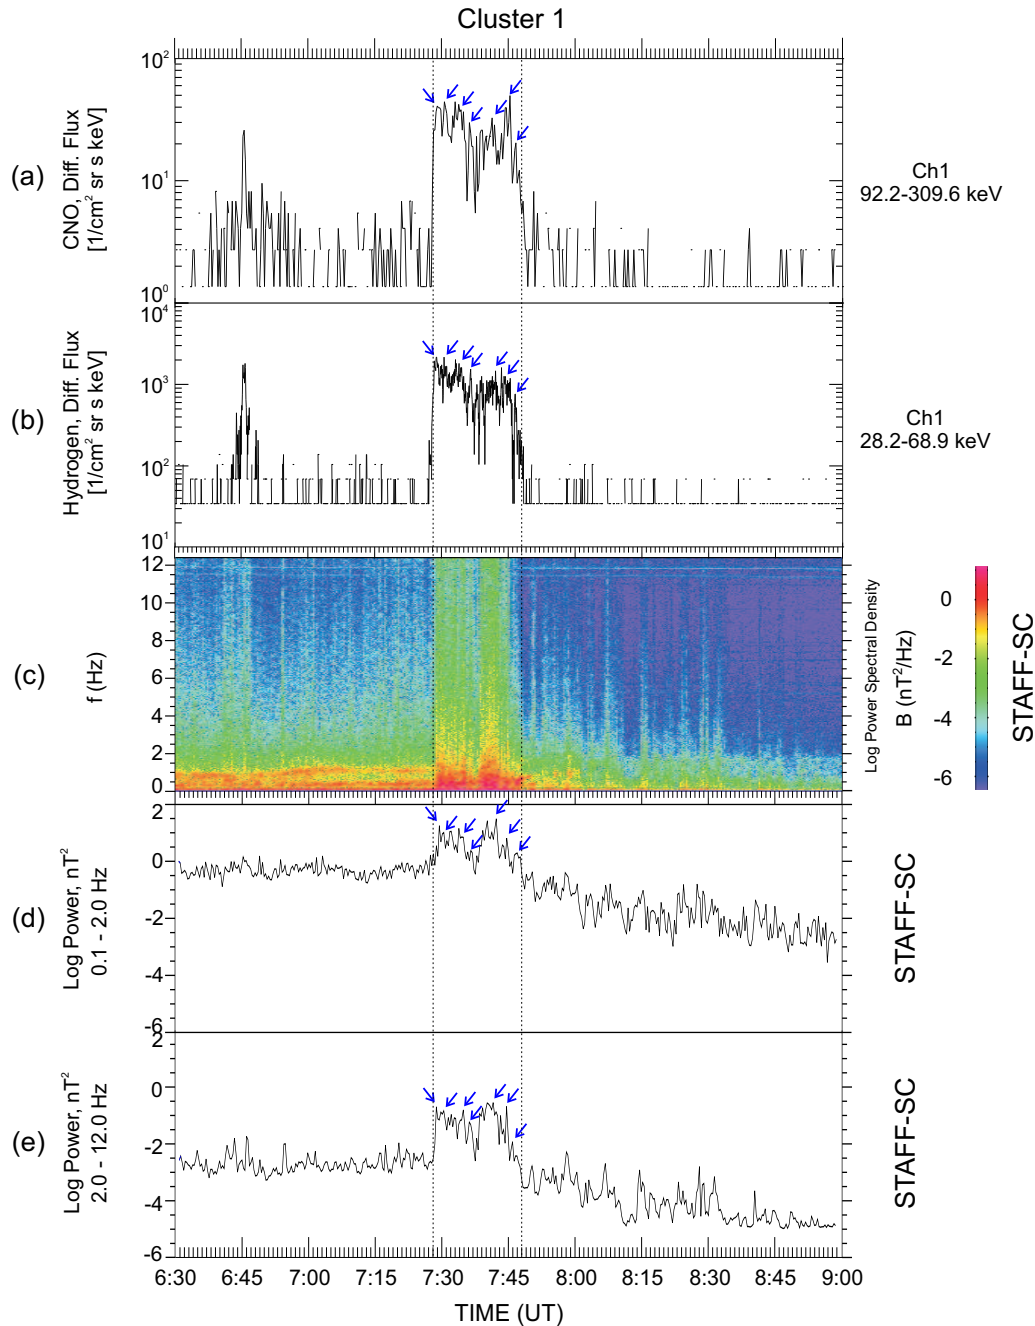 Cluster 1
(a)
CNO, Diff. Flux
[1/cm² sr s keV]
10²
10¹
10⁰
Ch1
92.2-309.6 keV
(b)
Hydrogen, Diff. Flux
[1/cm² sr s keV]
10⁴
10³
10²
10¹
Ch1
28.2-68.9 keV
(c)
f (Hz)
12
10
8
6
4
2
0
Log Power Spectral Density
B (nT²/Hz)
0
-2
-4
-6
STAFF-SC
(d)
Log Power, nT²
0.1 - 2.0 Hz
2
0
-2
-4
-6
STAFF-SC
(e)
Log Power, nT²
2.0 - 12.0 Hz
2
0
-2
-4
-6
STAFF-SC
6:30 6:45 7:00 7:15 7:30 7:45 8:00 8:15 8:30 8:45 9:00
TIME (UT)